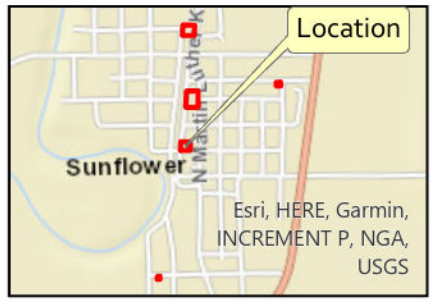 Location
N Martin Luther K
Sunflower
Esri, HERE, Garmin,
INCREMENT P, NGA,
USGS